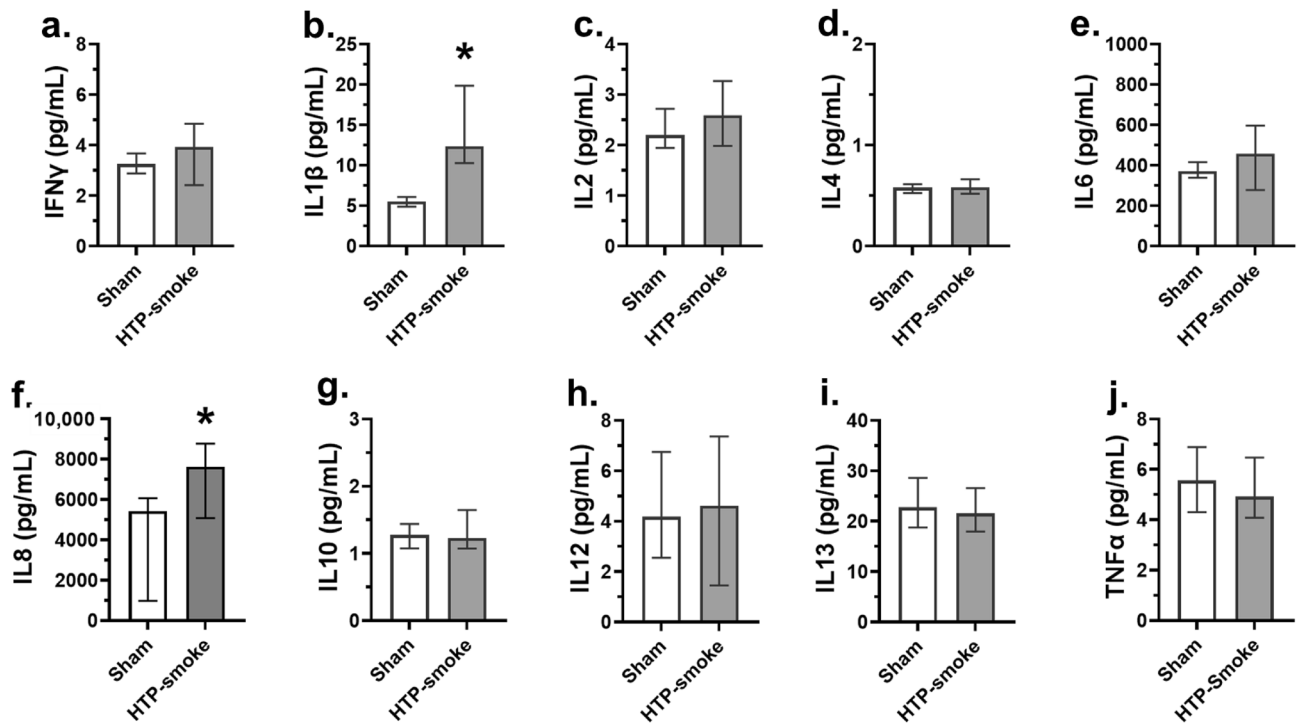 a.
8
6
4
2
0
IFNγ (pg/mL)
Sham
HTP-smoke
b.
25
20
15
10
5
0
IL1β (pg/mL)
*
Sham
HTP-smoke
c.
4
3
2
1
0
IL2 (pg/mL)
Sham
HTP-smoke
d.
2
1
0
IL4 (pg/mL)
Sham
HTP-smoke
e.
1000
800
600
400
200
0
IL6 (pg/mL)
Sham
HTP-smoke
f.
10,000
8000
6000
4000
2000
0
IL8 (pg/mL)
*
Sham
HTP-smoke
g.
3
2
1
0
IL10 (pg/mL)
Sham
HTP-smoke
h.
8
6
4
2
0
IL12 (pg/mL)
Sham
HTP-smoke
i.
40
30
20
10
0
IL13 (pg/mL)
Sham
HTP-smoke
j.
8
6
4
2
0
TNFα (pg/mL)
Sham
HTP-Smoke